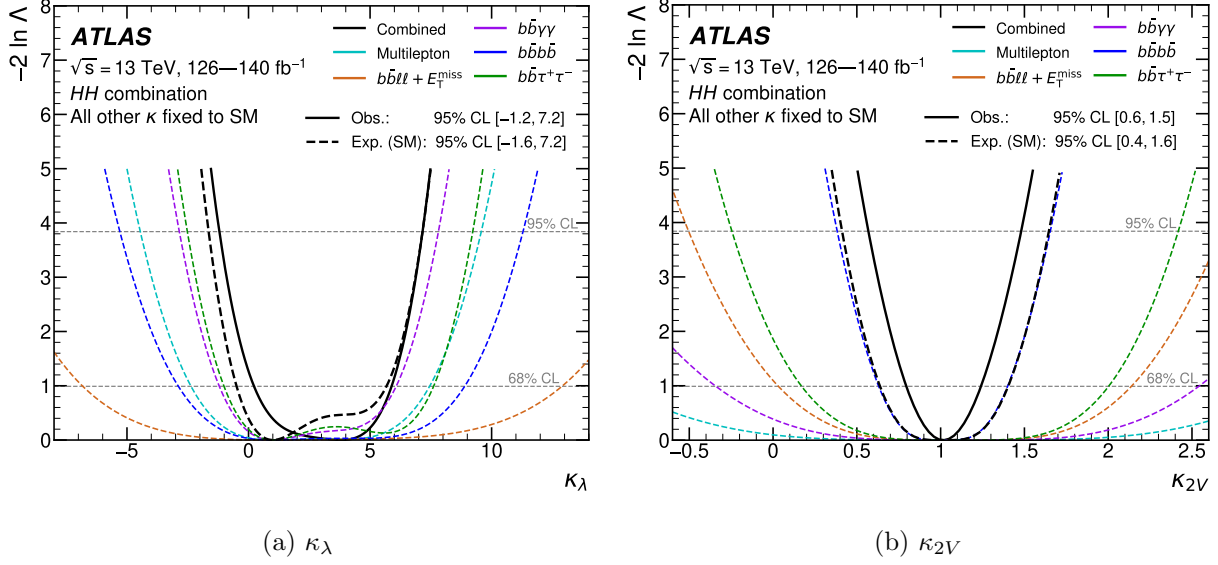 −2 ln Λ
8
7
6
5
4
3
2
1
0
ATLAS
√s = 13 TeV, 126—140 fb⁻¹
HH combination
All other κ fixed to SM
Combined
Multilepton
bb̄ℓℓ + E_T^miss
bb̄γγ
bb̄bb̄
bb̄τ⁺τ⁻
Obs.: 95% CL [−1.2, 7.2]
Exp. (SM): 95% CL [−1.6, 7.2]
95% CL
68% CL
−5 0 5 10
κ_λ
(a) κ_λ
−2 ln Λ
8
7
6
5
4
3
2
1
0
ATLAS
√s = 13 TeV, 126—140 fb⁻¹
HH combination
All other κ fixed to SM
Combined
Multilepton
bb̄ℓℓ + E_T^miss
bb̄γγ
bb̄bb̄
bb̄τ⁺τ⁻
Obs.: 95% CL [0.6, 1.5]
Exp. (SM): 95% CL [0.4, 1.6]
95% CL
68% CL
−0.5 0 0.5 1 1.5 2 2.5
κ_2V
(b) κ_2V